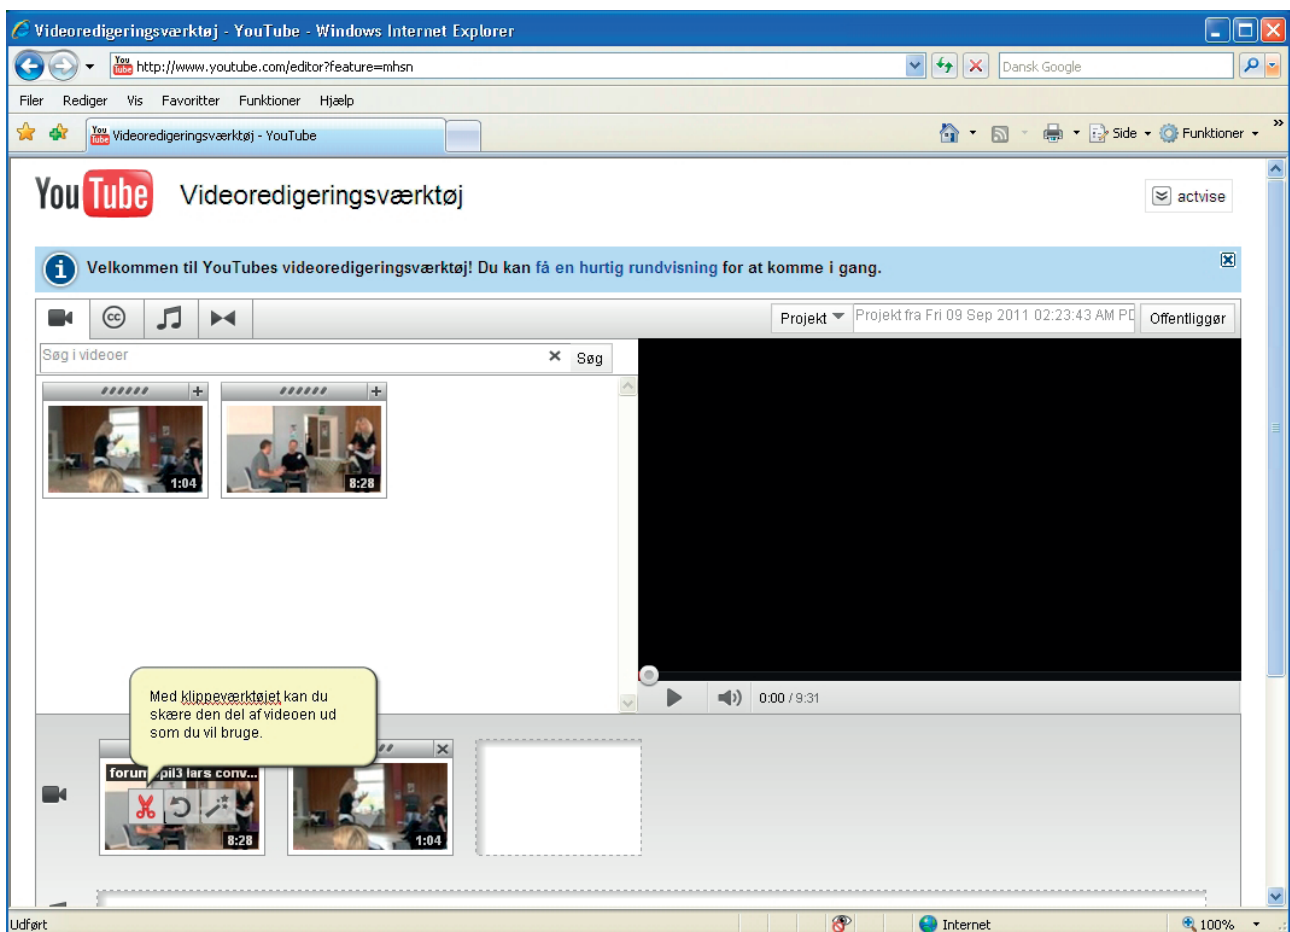 Videoredigeringsværktøj - YouTube - Windows Internet Explorer
http://www.youtube.com/editor?feature=mhsn
Dansk Google
Filer Rediger Vis Favoritter Funktioner Hjælp
Videoredigeringsværktøj - YouTube
Side Funktioner
YouTube Videoredigeringsværktøj
actvise
Velkommen til YouTubes videoredigeringsværktøj! Du kan få en hurtig rundvisning for at komme i gang.
cc
Projekt Projekt fra Fri 09 Sep 2011 02:23:43 AM PD Offentliggør
Søg i videoer Søg
1:04 8:28
Med klippeværktøjet kan du
skære den del af videoen ud
som du vil bruge.
0:00 / 9:31
lars conv...
8:28 1:04
Udført Internet 100%